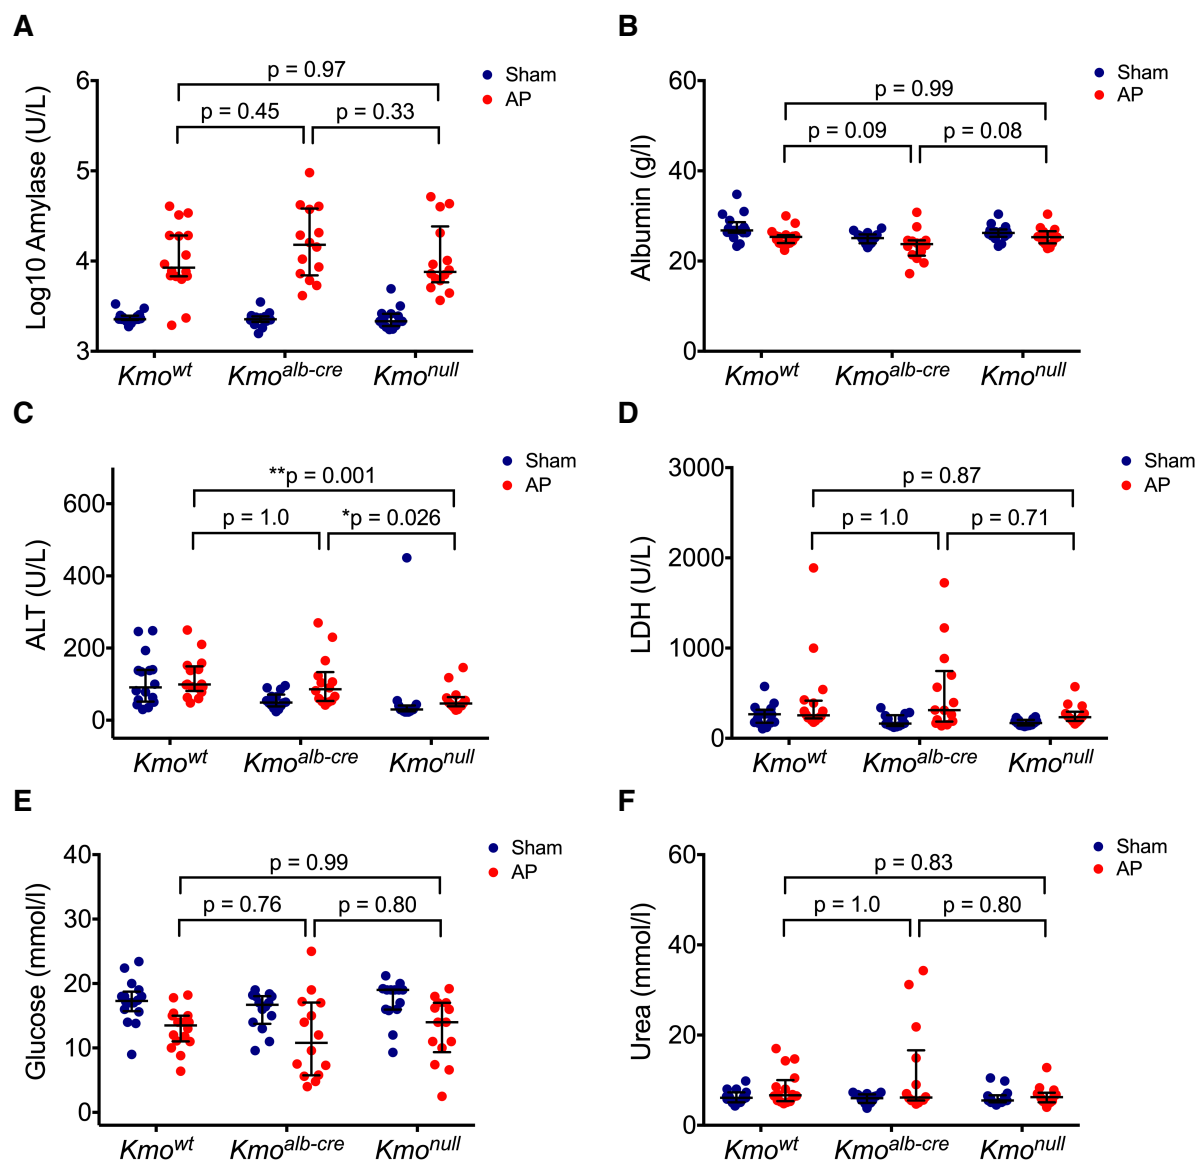 A
Sham
AP
p = 0.97
p = 0.45
p = 0.33
Log10 Amylase (U/L)
6
5
4
3
Kmo^wt
Kmo^alb-cre
Kmo^null
B
Sham
AP
p = 0.99
p = 0.09
p = 0.08
Albumin (g/l)
60
40
20
0
Kmo^wt
Kmo^alb-cre
Kmo^null
C
Sham
AP
**p = 0.001
p = 1.0
*p = 0.026
ALT (U/L)
600
400
200
0
Kmo^wt
Kmo^alb-cre
Kmo^null
D
Sham
AP
p = 0.87
p = 1.0
p = 0.71
LDH (U/L)
3000
2000
1000
0
Kmo^wt
Kmo^alb-cre
Kmo^null
E
Sham
AP
p = 0.99
p = 0.76
p = 0.80
Glucose (mmol/l)
40
30
20
10
0
Kmo^wt
Kmo^alb-cre
Kmo^null
F
Sham
AP
p = 0.83
p = 1.0
p = 0.80
Urea (mmol/l)
60
40
20
0
Kmo^wt
Kmo^alb-cre
Kmo^null